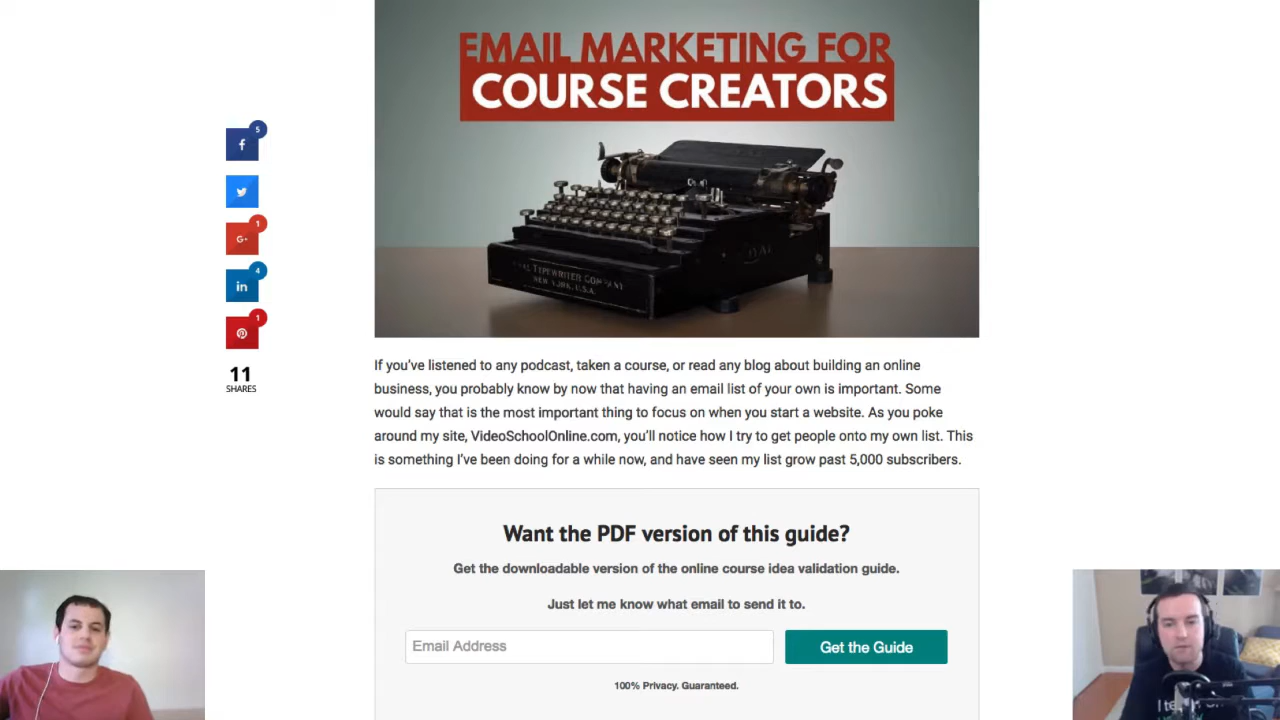 EMAIL MARKETING FOR
COURSE CREATORS
5
f
1
G+
4
in
1
11
SHARES
TYPEWRITER COMPANY
NEW YORK, U.S.A.
If you've listened to any podcast, taken a course, or read any blog about building an online
business, you probably know by now that having an email list of your own is important. Some
would say that is the most important thing to focus on when you start a website. As you poke
around my site, VideoSchoolOnline.com, you'll notice how I try to get people onto my own list. This
is something I've been doing for a while now, and have seen my list grow past 5,000 subscribers.
Want the PDF version of this guide?
Get the downloadable version of the online course idea validation guide.
Just let me know what email to send it to.
Email Address
Get the Guide
100% Privacy. Guaranteed.